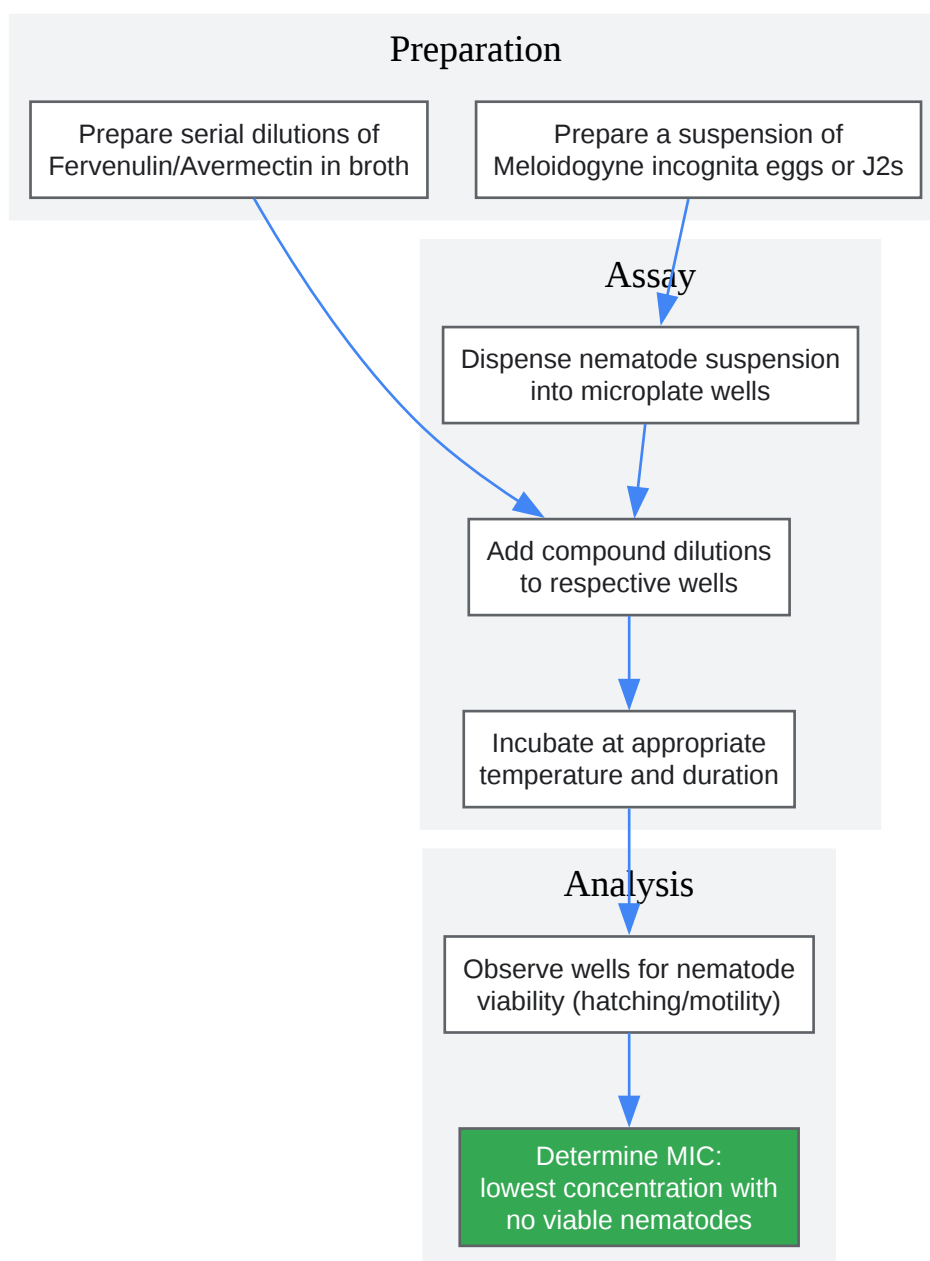 Preparation
Prepare serial dilutions of
Fervenulin/Avermectin in broth
Prepare a suspension of
Meloidogyne incognita eggs or J2s
Assay
Dispense nematode suspension
into microplate wells
Add compound dilutions
to respective wells
Incubate at appropriate
temperature and duration
Analysis
Observe wells for nematode
viability (hatching/motility)
Determine MIC:
lowest concentration with
no viable nematodes